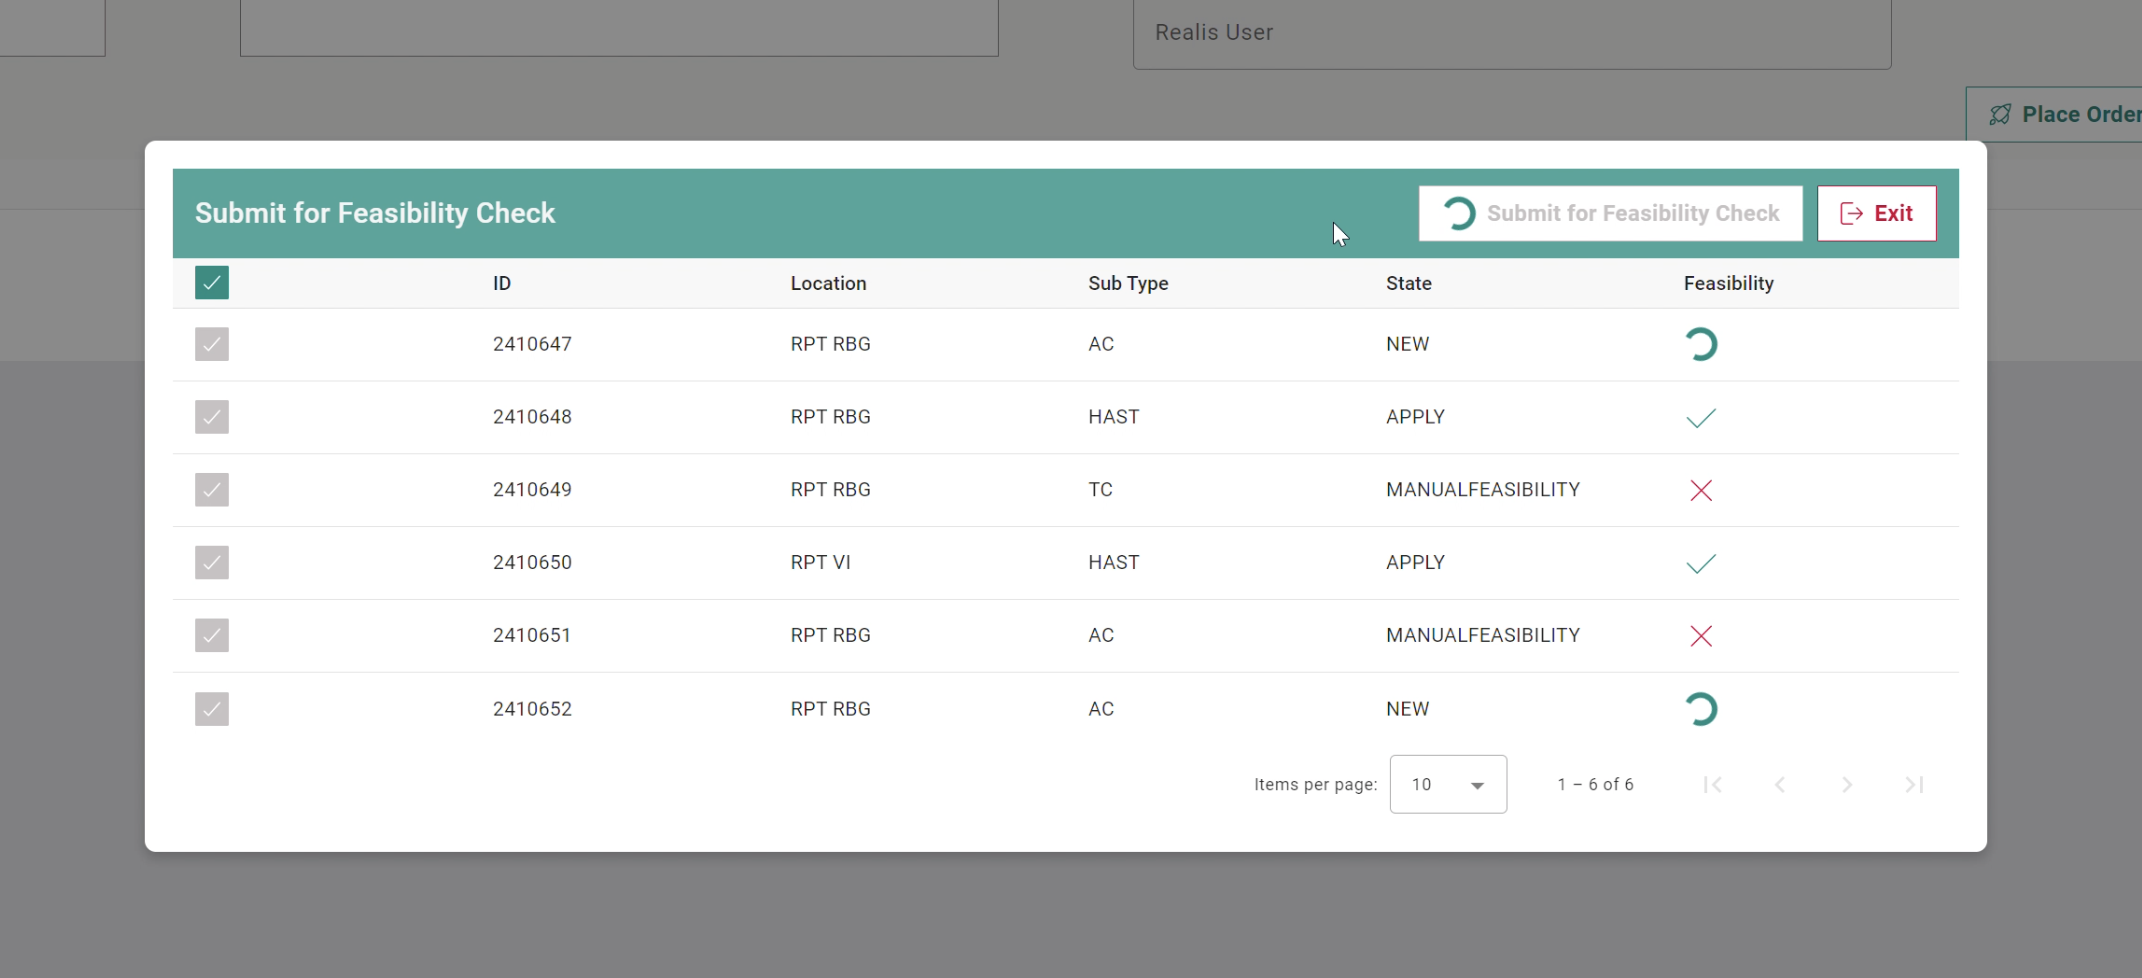 Realis User
Place Order
Submit for Feasibility Check
Submit for Feasibility Check
Exit
ID Location Sub Type State Feasibility
2410647 RPT RBG AC NEW
2410648 RPT RBG HAST APPLY
2410649 RPT RBG TC MANUALFEASIBILITY
2410650 RPT VI HAST APPLY
2410651 RPT RBG AC MANUALFEASIBILITY
2410652 RPT RBG AC NEW
Items per page: 10 1 – 6 of 6